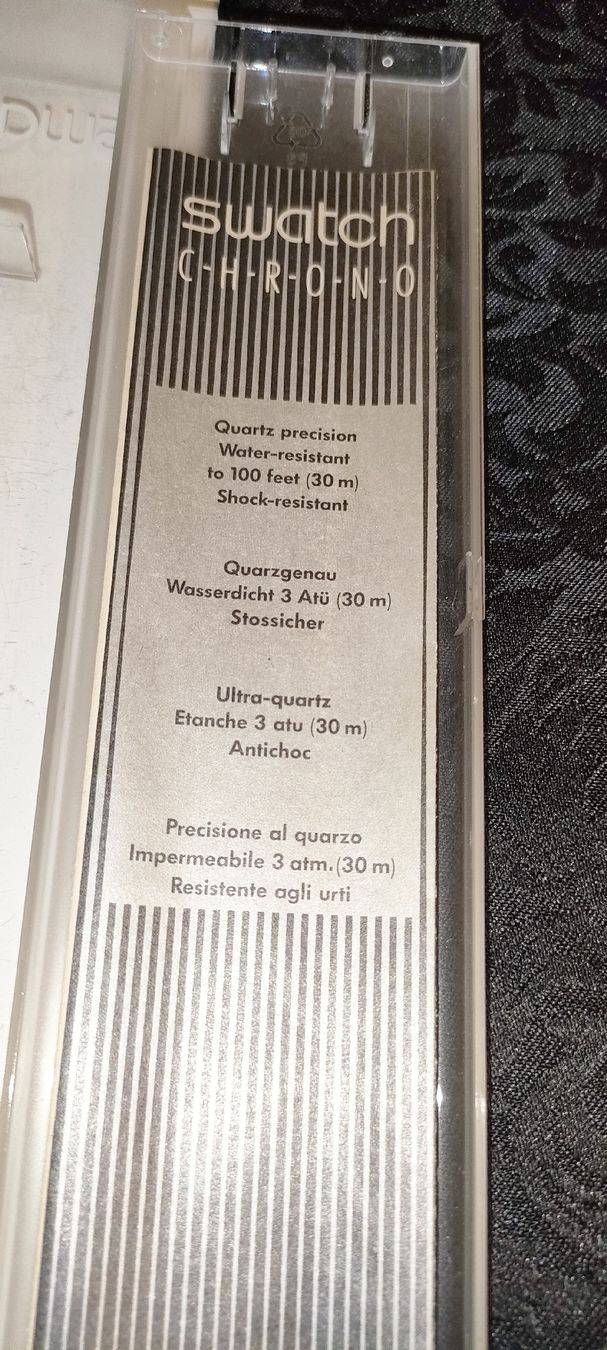 swatch
C-H-R-O-N-O
Quartz precision
Water-resistant
to 100 feet (30 m)
Shock-resistant
Quarzgenau
Wasserdicht 3 Atü (30 m)
Stossicher
Ultra-quartz
Etanche 3 atu (30 m)
Antichoc
Precisione al quarzo
Impermeabile 3 atm. (30 m)
Resistente agli urti